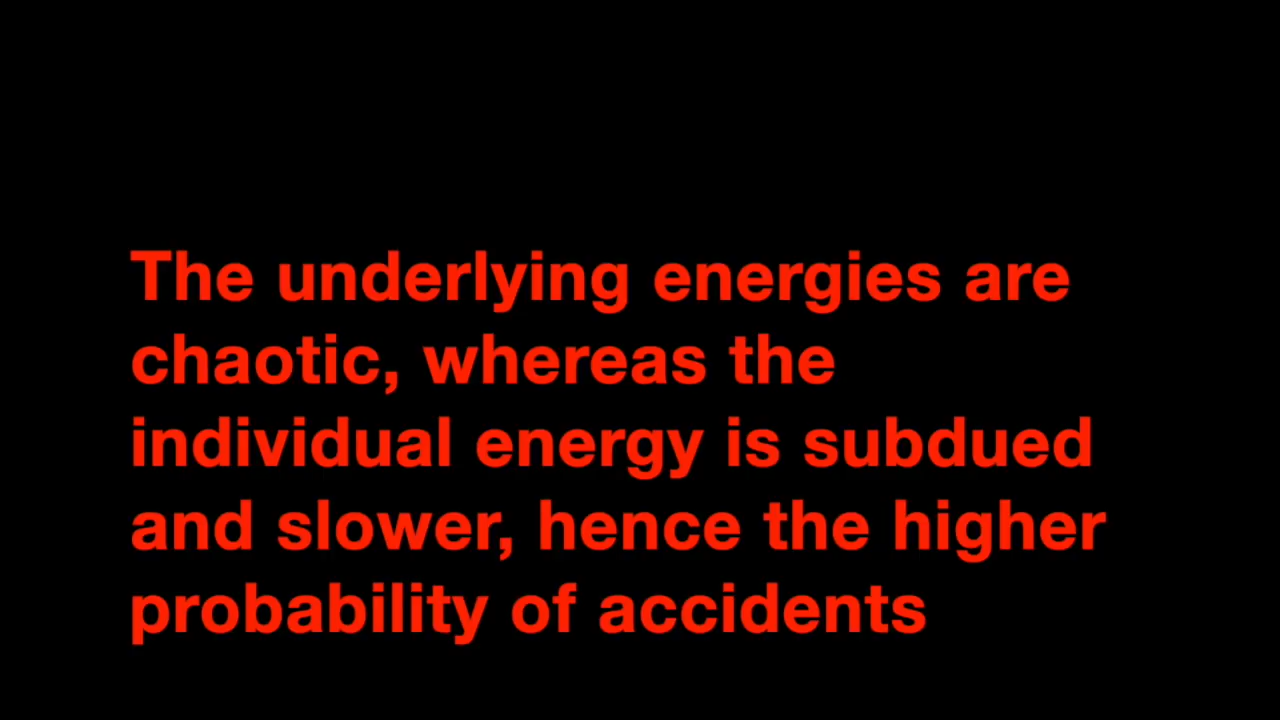 The underlying energies are
chaotic, whereas the
individual energy is subdued
and slower, hence the higher
probability of accidents